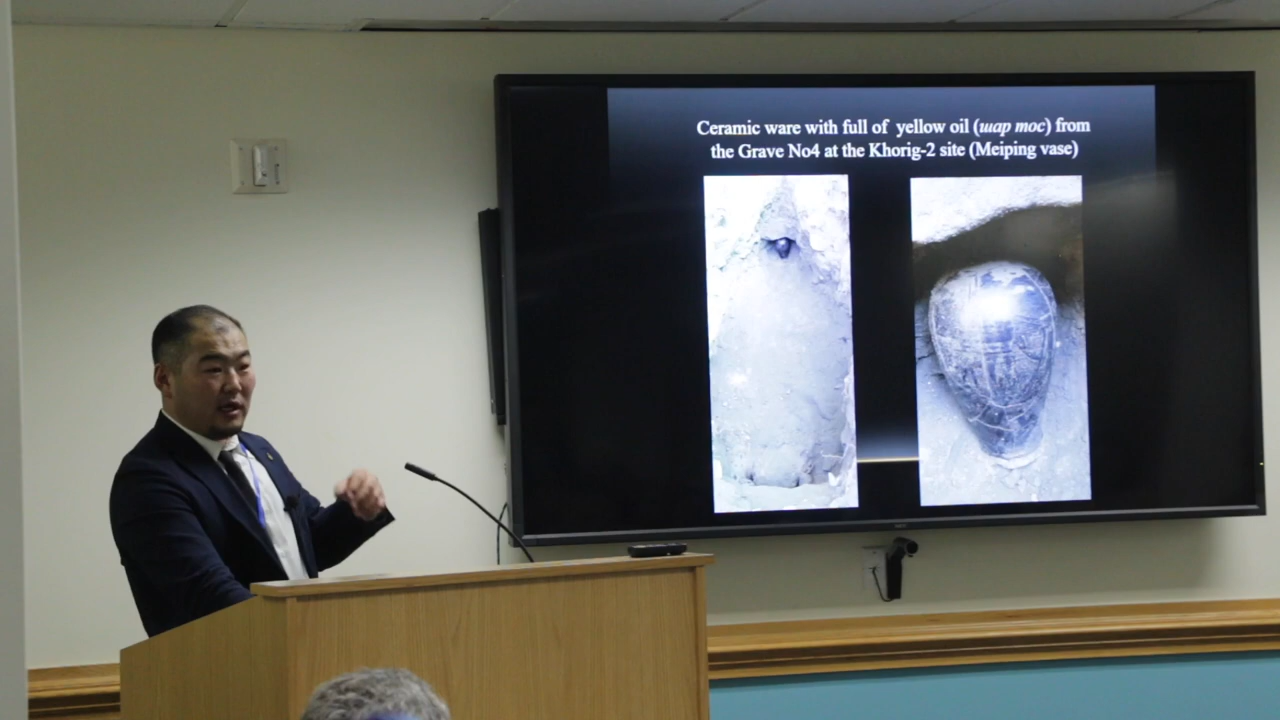 Ceramic ware with full of yellow oil (шар тос) from
the Grave No4 at the Khorig-2 site (Meiping vase)